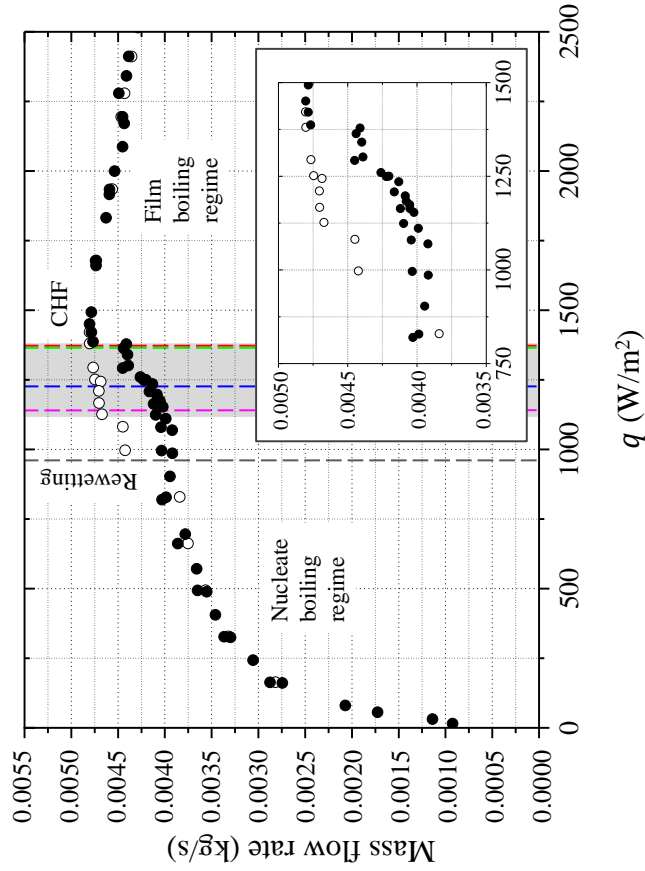 0.0055
0.0050
0.0045
0.0040
0.0035
0.0030
0.0025
0.0020
0.0015
0.0010
0.0005
0.0000
Mass flow rate (kg/s)
0
500
1000
1500
2000
2500
q (W/m²)
Nucleate
boiling
regime
Rewetting
CHF
Film
boiling
regime
0.0050
0.0045
0.0040
0.0035
750
1000
1250
1500